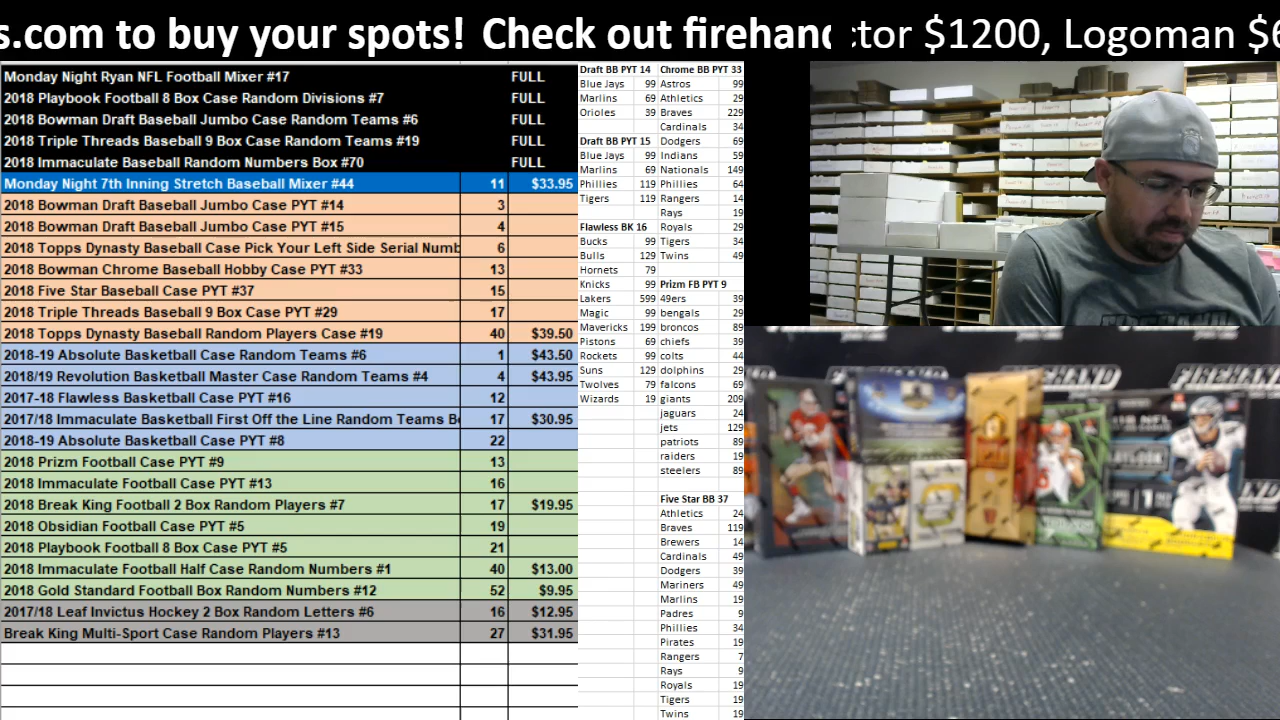 s.com to buy your spots! Check out firehand
ctor $1200, Logoman $6
Monday Night Ryan NFL Football Mixer #17 FULL
2018 Playbook Football 8 Box Case Random Divisions #7 FULL
2018 Bowman Draft Baseball Jumbo Case Random Teams #6 FULL
2018 Triple Threads Baseball 9 Box Case Random Teams #19 FULL
2018 Immaculate Baseball Random Numbers Box #70 FULL
Monday Night 7th Inning Stretch Baseball Mixer #44 11 $33.95
2018 Bowman Draft Baseball Jumbo Case PYT #14 3
2018 Bowman Draft Baseball Jumbo Case PYT #15 4
2018 Topps Dynasty Baseball Case Pick Your Left Side Serial Numb 6
2018 Bowman Chrome Baseball Hobby Case PYT #33 13
2018 Five Star Baseball Case PYT #37 15
2018 Triple Threads Baseball 9 Box Case PYT #29 17
2018 Topps Dynasty Baseball Random Players Case #19 40 $39.50
2018-19 Absolute Basketball Case Random Teams #6 1 $43.50
2018/19 Revolution Basketball Master Case Random Teams #4 4 $43.95
2017-18 Flawless Basketball Case PYT #16 12
2017/18 Immaculate Basketball First Off the Line Random Teams Bo 17 $30.95
2018-19 Absolute Basketball Case PYT #8 22
2018 Prizm Football Case PYT #9 13
2018 Immaculate Football Case PYT #13 16
2018 Break King Football 2 Box Random Players #7 17 $19.95
2018 Obsidian Football Case PYT #5 19
2018 Playbook Football 8 Box Case PYT #5 21
2018 Immaculate Football Half Case Random Numbers #1 40 $13.00
2018 Gold Standard Football Box Random Numbers #12 52 $9.95
2017/18 Leaf Invictus Hockey 2 Box Random Letters #6 16 $12.95
Break King Multi-Sport Case Random Players #13 27 $31.95
Draft BB PYT 14
Blue Jays 99
Marlins 69
Orioles 39
Draft BB PYT 15
Blue Jays 99
Marlins 69
Phillies 119
Tigers 119
Flawless BK 16
Bucks 99
Bulls 129
Hornets 79
Knicks 99
Lakers 599
Magic 99
Mavericks 199
Pistons 69
Rockets 99
Suns 129
Twolves 79
Wizards 19
Chrome BB PYT 33
Astros 99
Athletics 29
Braves 229
Cardinals 34
Dodgers 69
Indians 59
Nationals 149
Phillies 64
Rangers 14
Rays 19
Royals 29
Tigers 34
Twins 49
Prizm FB PYT 9
49ers 39
bengals 29
broncos 89
chiefs 39
colts 44
dolphins 29
falcons 69
giants 209
jaguars 24
jets 129
patriots 89
raiders 19
steelers 89
Five Star BB 37
Athletics 24
Braves 119
Brewers 14
Cardinals 49
Dodgers 39
Mariners 49
Marlins 19
Padres 9
Phillies 34
Pirates 19
Rangers 7
Rays 9
Royals 19
Tigers 19
Twins 19
FIREHAND